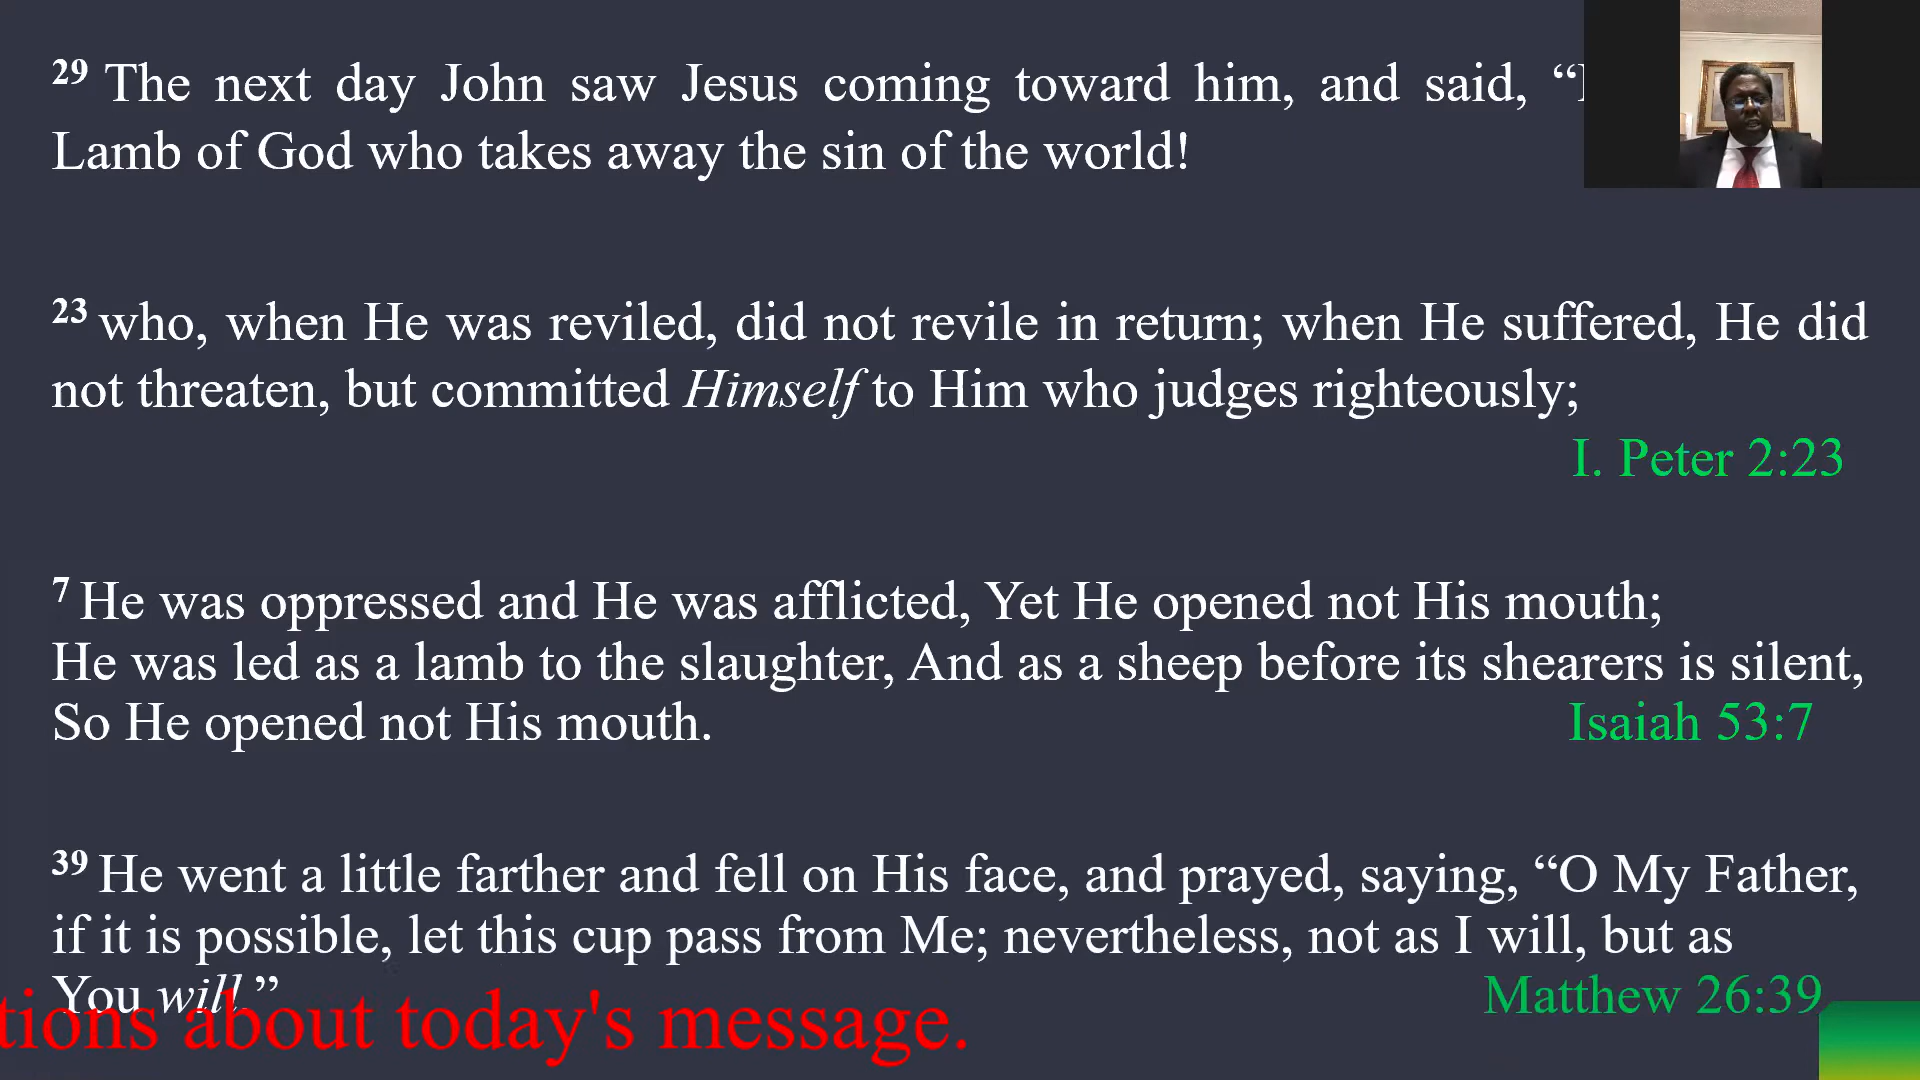 29 The next day John saw Jesus coming toward him, and said, “
Lamb of God who takes away the sin of the world!
23 who, when He was reviled, did not revile in return; when He suffered, He did
not threaten, but committed Himself to Him who judges righteously;
I. Peter 2:23
7 He was oppressed and He was afflicted, Yet He opened not His mouth;
He was led as a lamb to the slaughter, And as a sheep before its shearers is silent,
So He opened not His mouth. Isaiah 53:7
39 He went a little farther and fell on His face, and prayed, saying, “O My Father,
if it is possible, let this cup pass from Me; nevertheless, not as I will, but as
You will.” Matthew 26:39
tions about today's message.